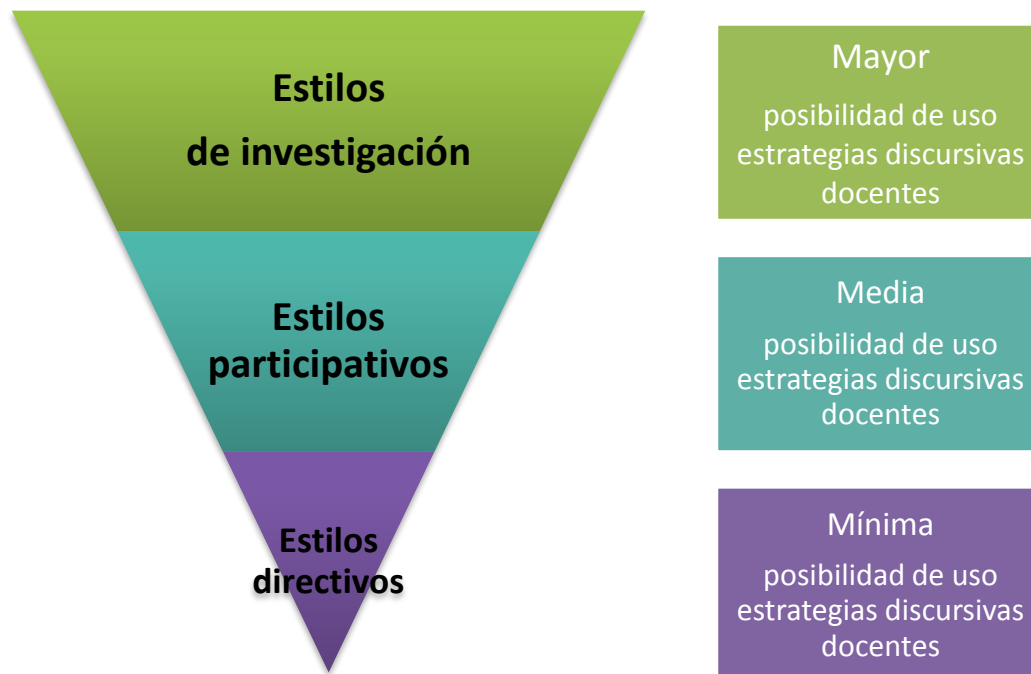 Estilos
de investigación
Mayor
posibilidad de uso
estrategias discursivas
docentes
Estilos
participativos
Media
posibilidad de uso
estrategias discursivas
docentes
Estilos
directivos
Mínima
posibilidad de uso
estrategias discursivas
docentes